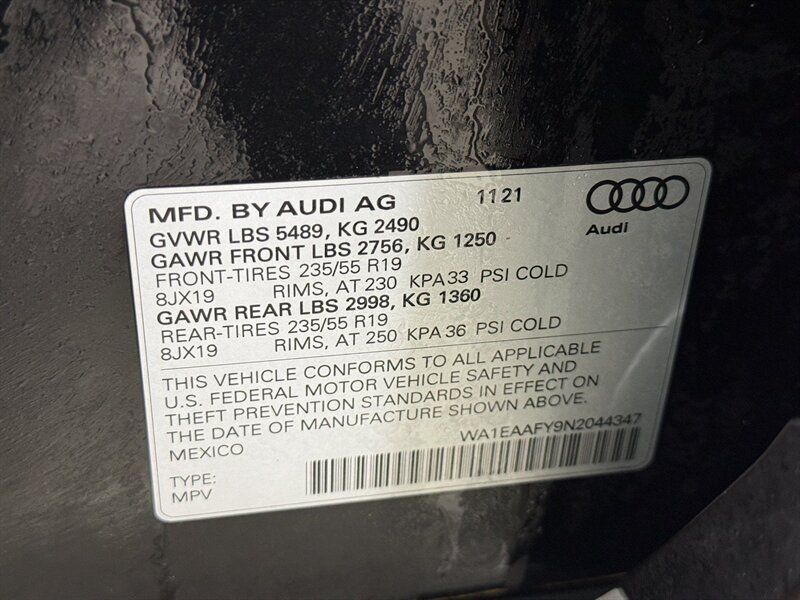 MFD. BY AUDI AG 1121
Audi
GVWR LBS 5489, KG 2490
GAWR FRONT LBS 2756, KG 1250
FRONT-TIRES 235/55 R19
8JX19 RIMS, AT 230 KPA33 PSI COLD
GAWR REAR LBS 2998, KG 1360
REAR-TIRES 235/55 R19
8JX19 RIMS, AT 250 KPA 36 PSI COLD
THIS VEHICLE CONFORMS TO ALL APPLICABLE
U.S. FEDERAL MOTOR VEHICLE SAFETY AND
THEFT PREVENTION STANDARDS IN EFFECT ON
THE DATE OF MANUFACTURE SHOWN ABOVE.
MEXICO WA1EAAFY9N2044347
TYPE:
MPV